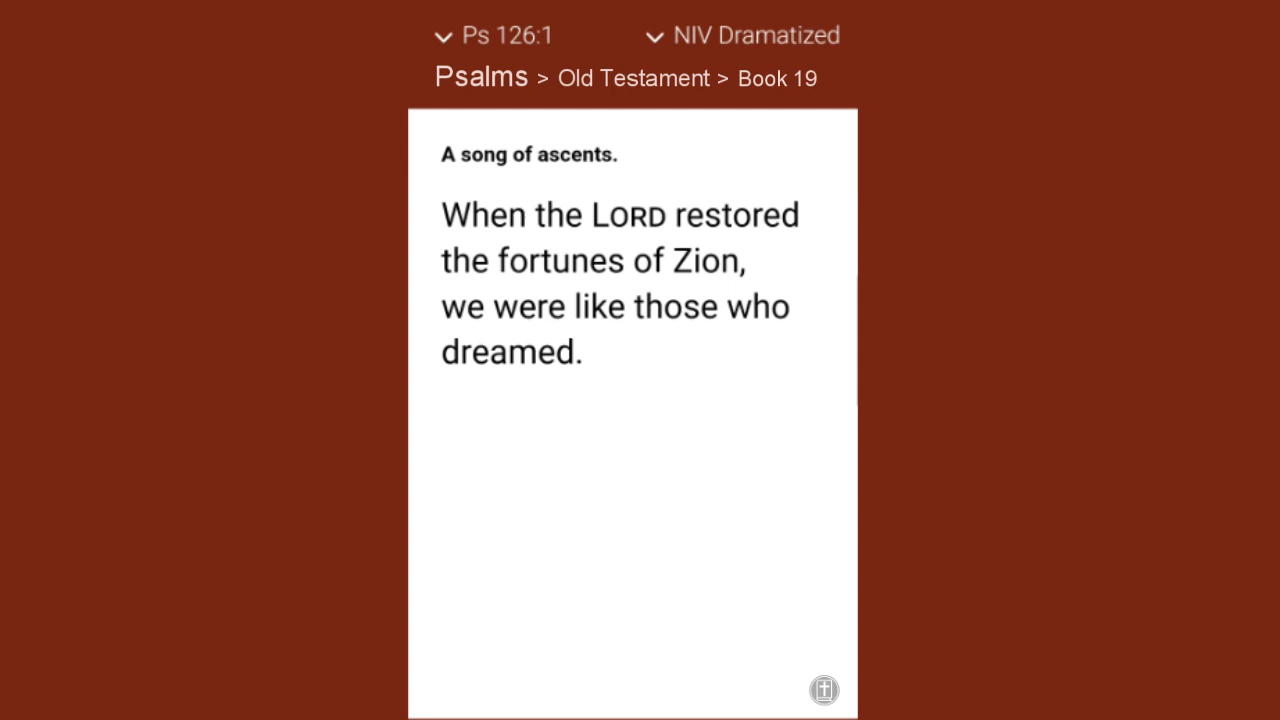 Ps 126:1 NIV Dramatized
Psalms > Old Testament > Book 19
A song of ascents.
When the LORD restored
the fortunes of Zion,
we were like those who
dreamed.